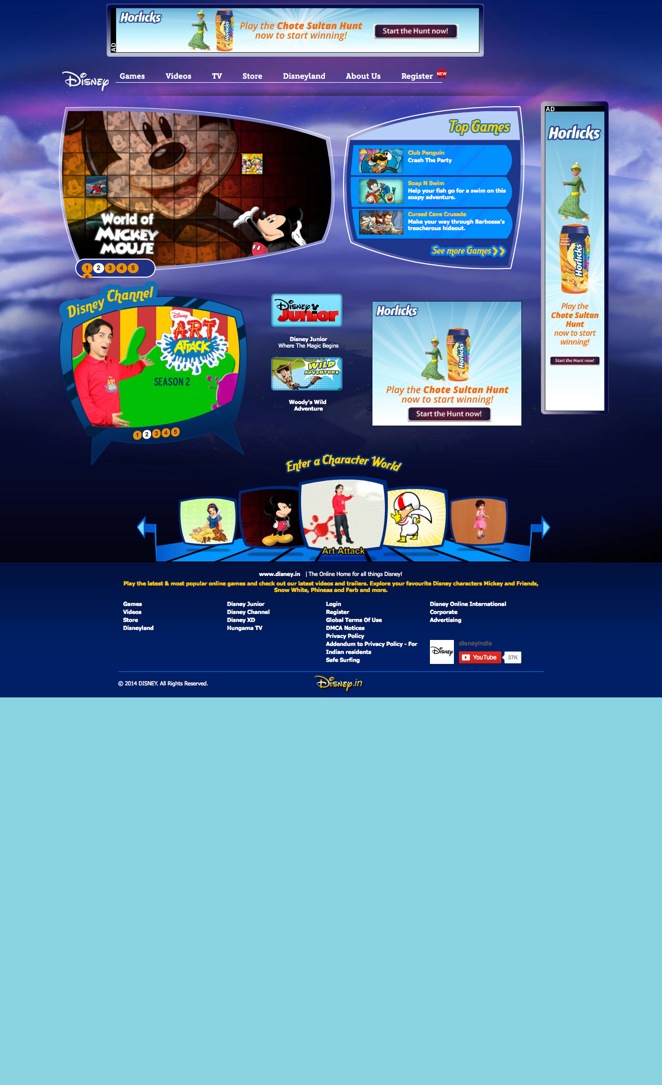 Horlicks
Play the Chote Sultan Hunt
now to start winning!
Start the Hunt now!
AD
Disney
Games
Videos
TV
Store
Disneyland
About Us
Register
NEW
World of
MICKEY
MOUSE
1 2 3 4 5
Top Games
Club Penguin
Crash The Party
Soap N Swim
Help your fish go for a swim on this
soapy adventure.
Cursed Cave Crusade
Make your way through Barbossa's
treacherous hideout.
See more Games
AD
Horlicks
Horlicks
Play the
Chote Sultan
Hunt
now to start
winning!
Start the Hunt now!
Disney Channel
Disney
ART
ATTACK
SEASON 2
1 2 3 4 5
Disney
Junior
Disney Junior
Where The Magic Begins
WILD
ADVENTURE
Woody's Wild
Adventure
Horlicks
Horlicks
Play the Chote Sultan Hunt
now to start winning!
Start the Hunt now!
Enter a Character World
Art Attack
www.disney.in | The Online Home for all things Disney!
Play the latest & most popular online games and check out our latest videos and trailers. Explore your favourite Disney characters Mickey and Friends,
Snow White, Phineas and Ferb and more.
Games
Videos
Store
Disneyland
Disney Junior
Disney Channel
Disney XD
Hungama TV
Login
Register
Global Terms Of Use
DMCA Notices
Privacy Policy
Addendum to Privacy Policy - For
Indian residents
Safe Surfing
Disney Online International
Corporate
Advertising
Disney
disneyindia
YouTube 37K
© 2014 DISNEY. All Rights Reserved.
Disney.in